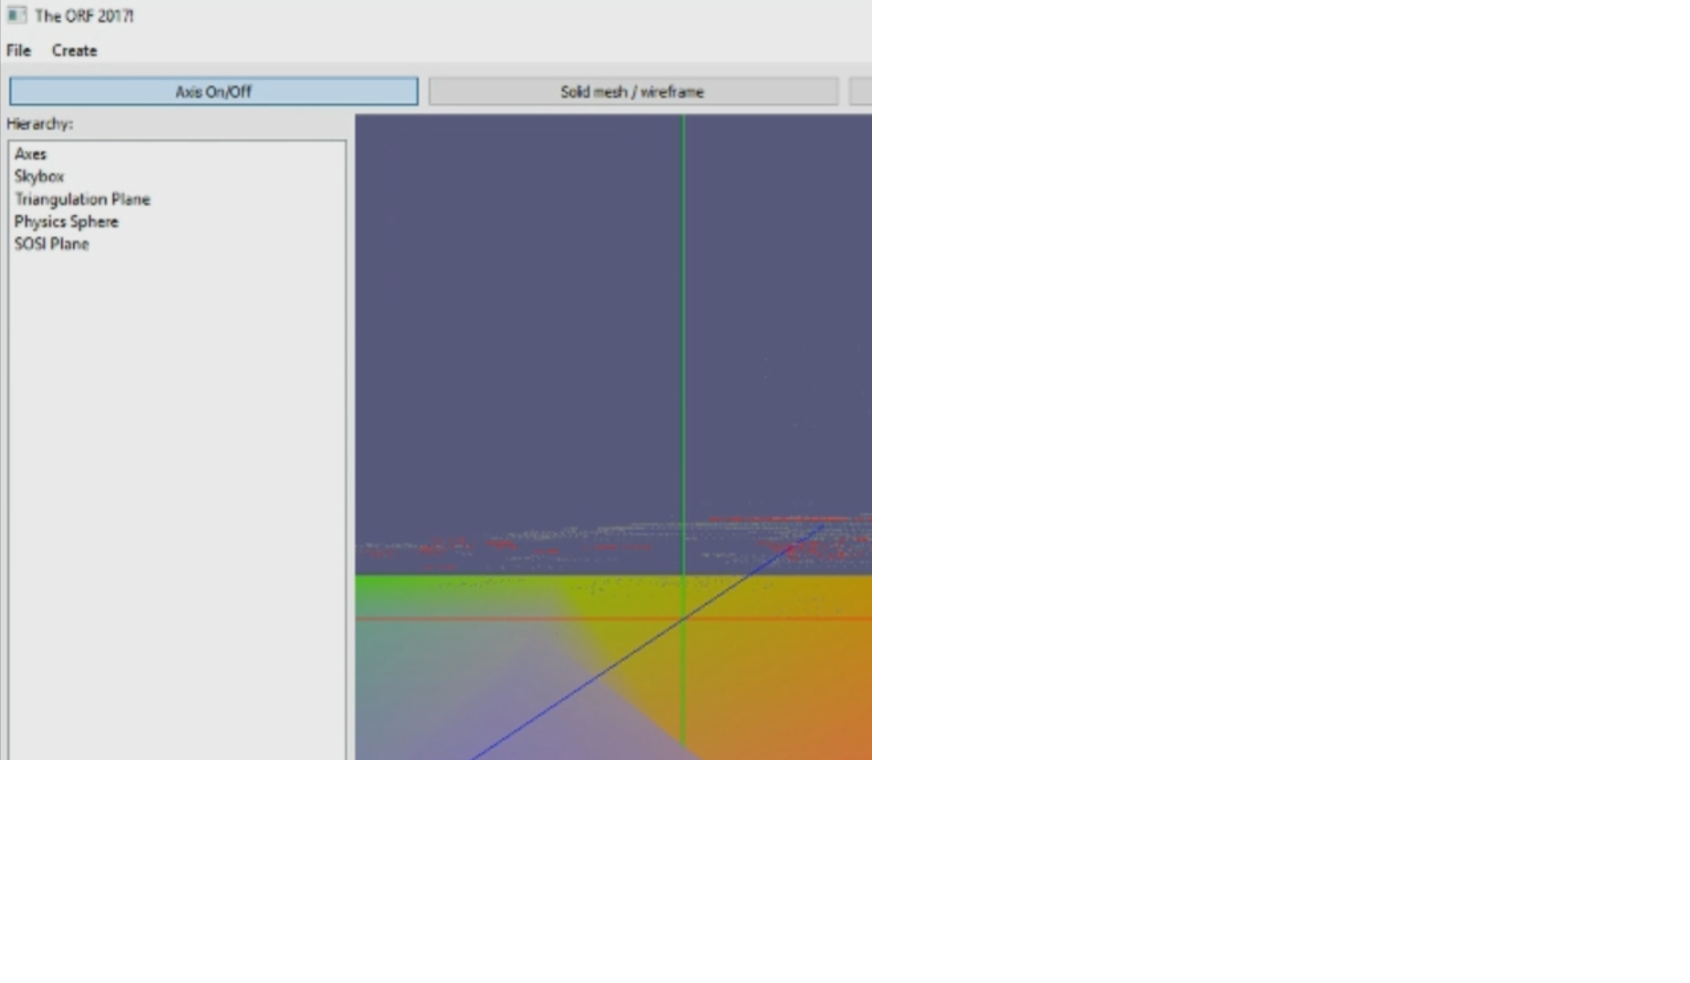 The ORF 2017!
File Create
Axis On/Off Solid mesh / wireframe
Hierarchy:
Axes
Skybox
Triangulation Plane
Physics Sphere
SOSI Plane